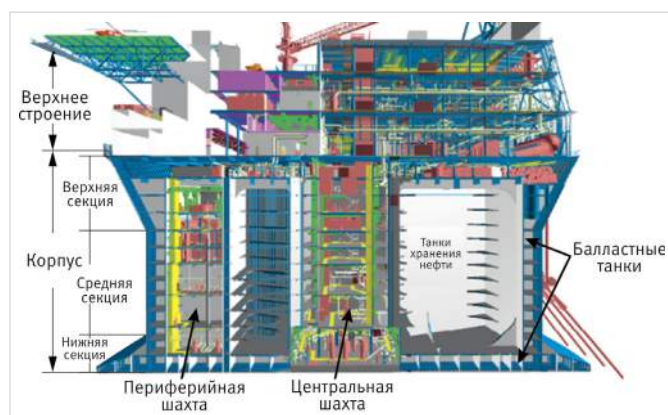 Верхнее
строение
Верхняя
секция
Корпус
Средняя
секция
Нижняя
секция
Танки
хранения
нефти
Балластные
танки
Периферийная
шахта
Центральная
шахта